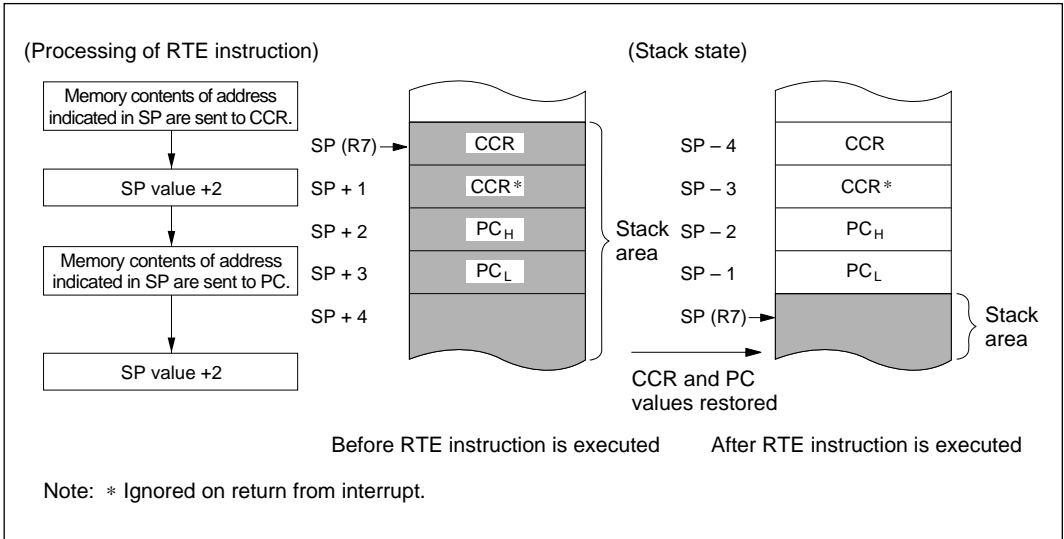 (Processing of RTE instruction)
(Stack state)
Memory contents of address
indicated in SP are sent to CCR.
SP value +2
Memory contents of address
indicated in SP are sent to PC.
SP value +2
SP (R7)
SP + 1
SP + 2
SP + 3
SP + 4
CCR
CCR*
PCH
PCL
Stack
area
SP – 4
SP – 3
SP – 2
SP – 1
SP (R7)
CCR
CCR*
PCH
PCL
Stack
area
CCR and PC
values restored
Before RTE instruction is executed
After RTE instruction is executed
Note: * Ignored on return from interrupt.